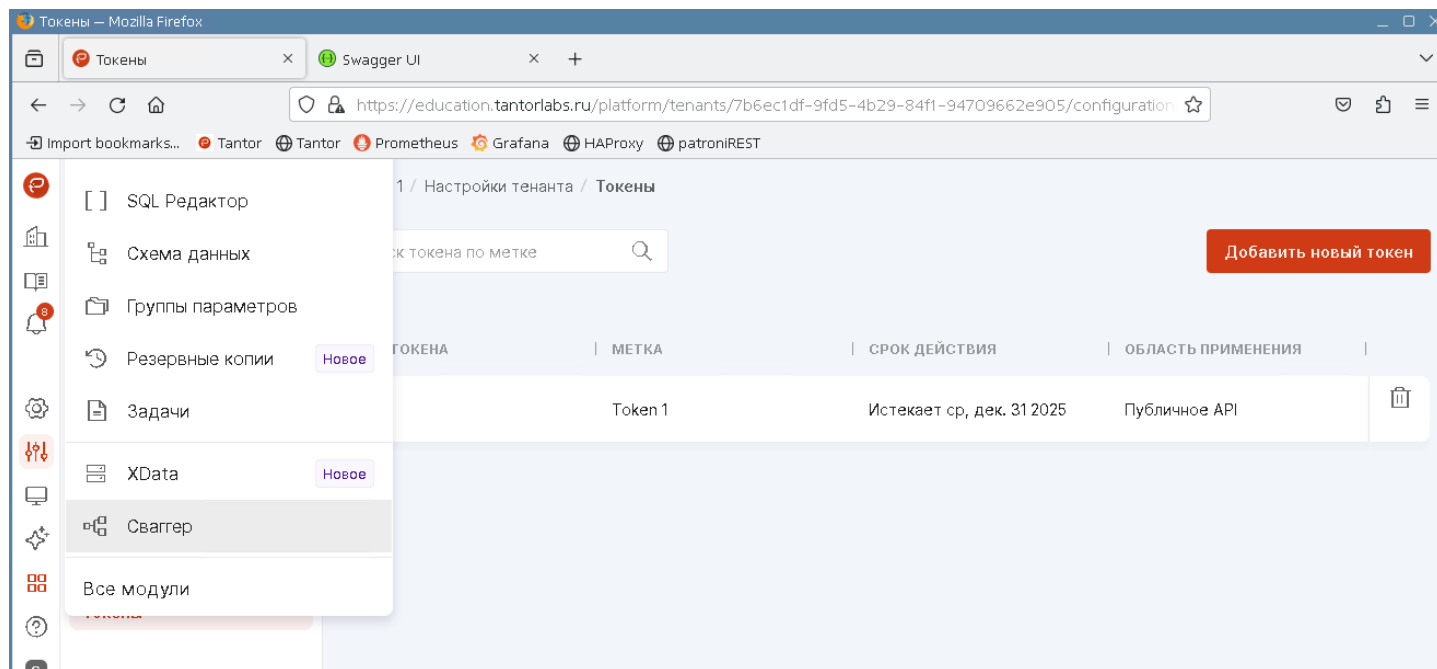 Токены — Mozilla Firefox
Токены
Swagger UI
https://education.tantorlabs.ru/platform/tenants/7b6ec1df-9fd5-4b29-84f1-94709662e905/configuration
Import bookmarks... Tantor Tantor Prometheus Grafana HAProxy patroniREST
1 / Настройки тенанта / Токены
SQL Редактор
токена по метке
Добавить новый токен
Схема данных
Группы параметров
8
Резервные копии Новое
МЕТКА
СРОК ДЕЙСТВИЯ
ОБЛАСТЬ ПРИМЕНЕНИЯ
Задачи
Token 1
Истекает ср, дек. 31 2025
Публичное API
XData Новое
Сваггер
Все модули